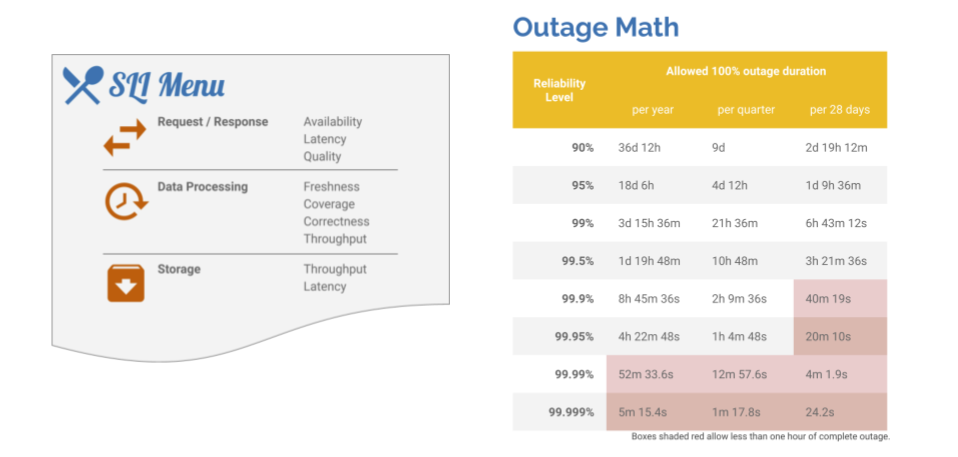 SLI Menu
Request / Response
Availability
Latency
Quality
Data Processing
Freshness
Coverage
Correctness
Throughput
Storage
Throughput
Latency
Outage Math
Reliability Level
Allowed 100% outage duration
per year per quarter per 28 days
90% 36d 12h 9d 2d 19h 12m
95% 18d 6h 4d 12h 1d 9h 36m
99% 3d 15h 36m 21h 36m 6h 43m 12s
99.5% 1d 19h 48m 10h 48m 3h 21m 36s
99.9% 8h 45m 36s 2h 9m 36s 40m 19s
99.95% 4h 22m 48s 1h 4m 48s 20m 10s
99.99% 52m 33.6s 12m 57.6s 4m 1.9s
99.999% 5m 15.4s 1m 17.8s 24.2s
Boxes shaded red allow less than one hour of complete outage.